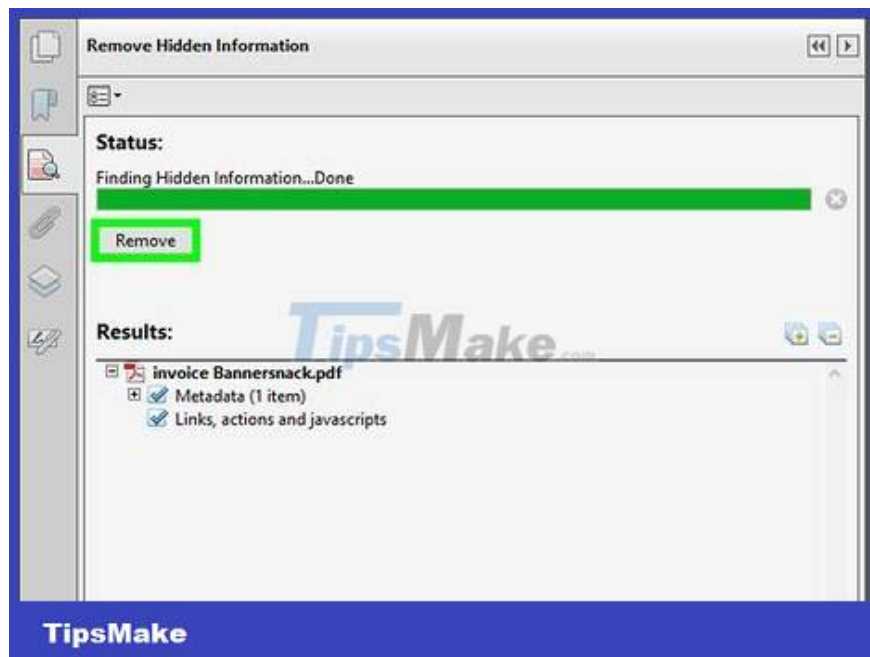 Remove Hidden Information
Status:
Finding Hidden Information...Done
Remove
TipsMake.com
Results:
invoice Bannersnack.pdf
Metadata (1 item)
Links, actions and javascripts
TipsMake